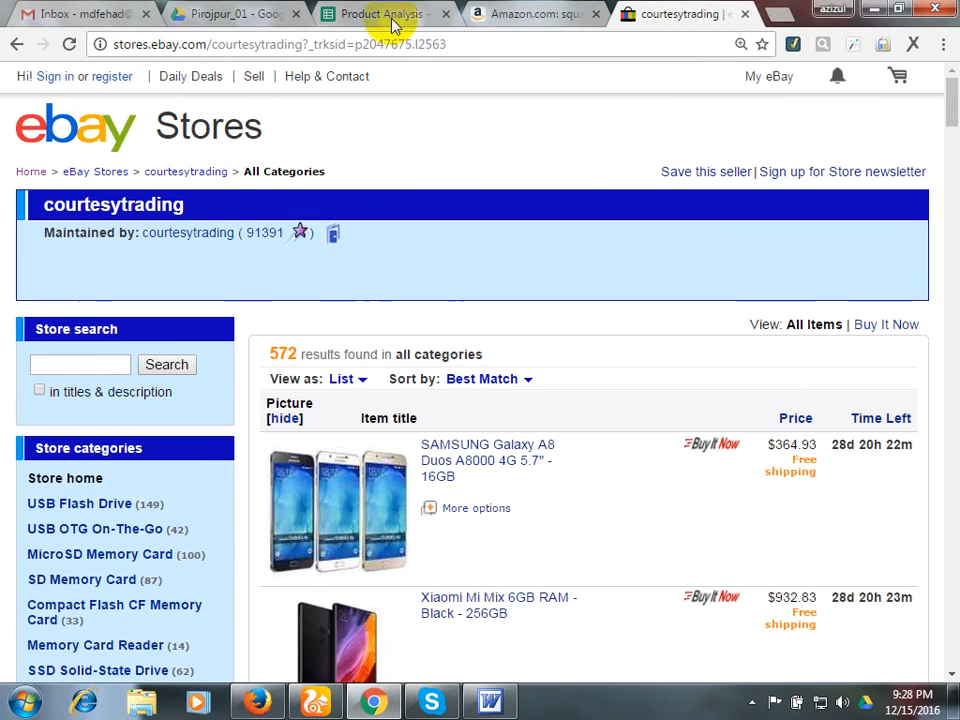 Inbox - mdfehad@
Pirojpur_01 - Goog
Product Analysis -
Amazon.com: squ
courtesytrading |
azizul
stores.ebay.com/courtesytrading?_trksid=p2047675.l2563
Hi! Sign in or register | Daily Deals | Sell | Help & Contact
My eBay
ebay Stores
Home > eBay Stores > courtesytrading > All Categories
Save this seller | Sign up for Store newsletter
courtesytrading
Maintained by: courtesytrading ( 91391 )
Store search
Search
in titles & description
View: All Items | Buy It Now
572 results found in all categories
View as: List
Sort by: Best Match
Picture
[hide]
Item title
Price
Time Left
SAMSUNG Galaxy A8
Duos A8000 4G 5.7" -
16GB
More options
Buy It Now
$364.93
Free
shipping
28d 20h 22m
Xiaomi Mi Mix 6GB RAM -
Black - 256GB
Buy It Now
$932.83
Free
shipping
28d 20h 23m
Store categories
Store home
USB Flash Drive (149)
USB OTG On-The-Go (42)
MicroSD Memory Card (100)
SD Memory Card (87)
Compact Flash CF Memory
Card (33)
Memory Card Reader (14)
SSD Solid-State Drive (62)
9:28 PM
12/15/2016